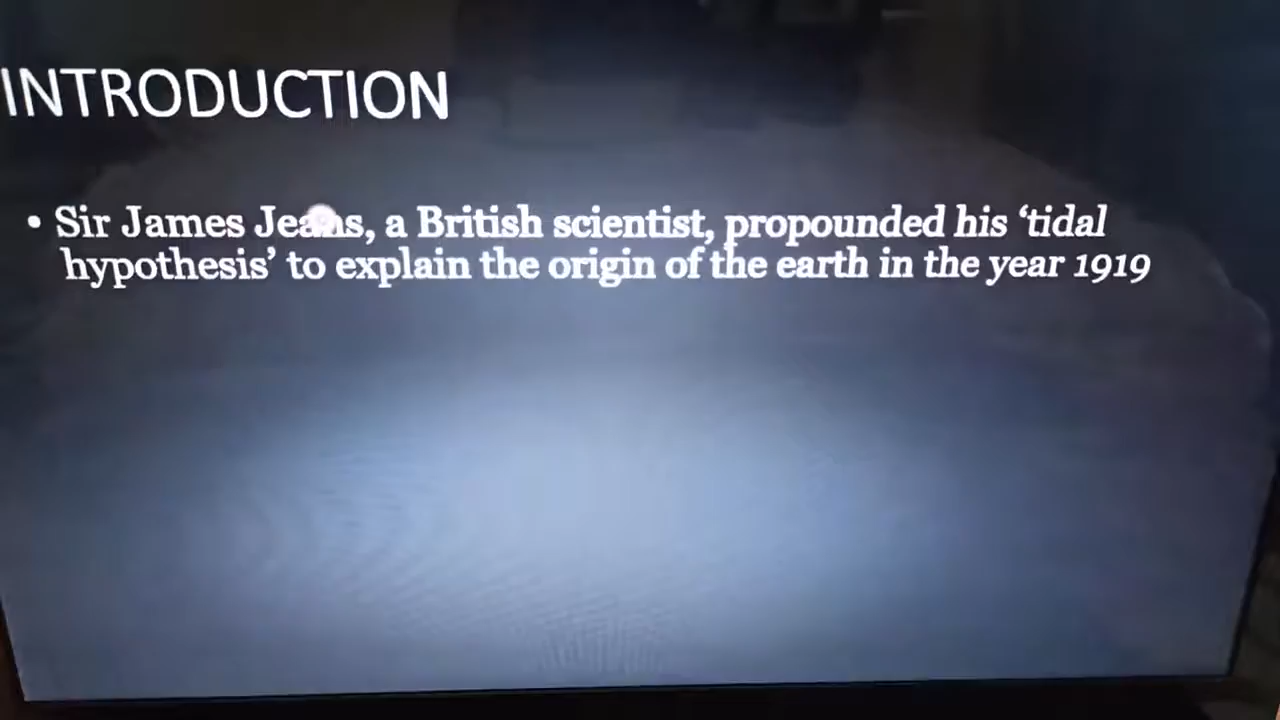 INTRODUCTION
• Sir James Jeans, a British scientist, propounded his ‘tidal
hypothesis’ to explain the origin of the earth in the year 1919